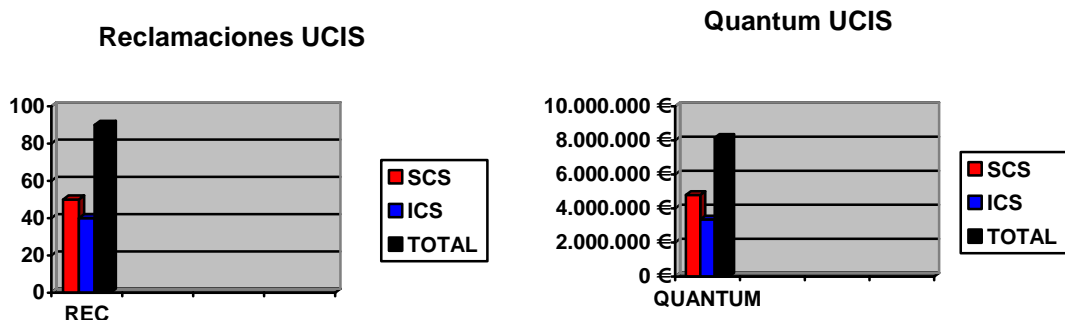 Reclamaciones UCIS
100
80
60
40
20
0
REC
SCS
ICS
TOTAL
Quantum UCIS
10.000.000 €
8.000.000 €
6.000.000 €
4.000.000 €
2.000.000 €
0 €
QUANTUM
SCS
ICS
TOTAL